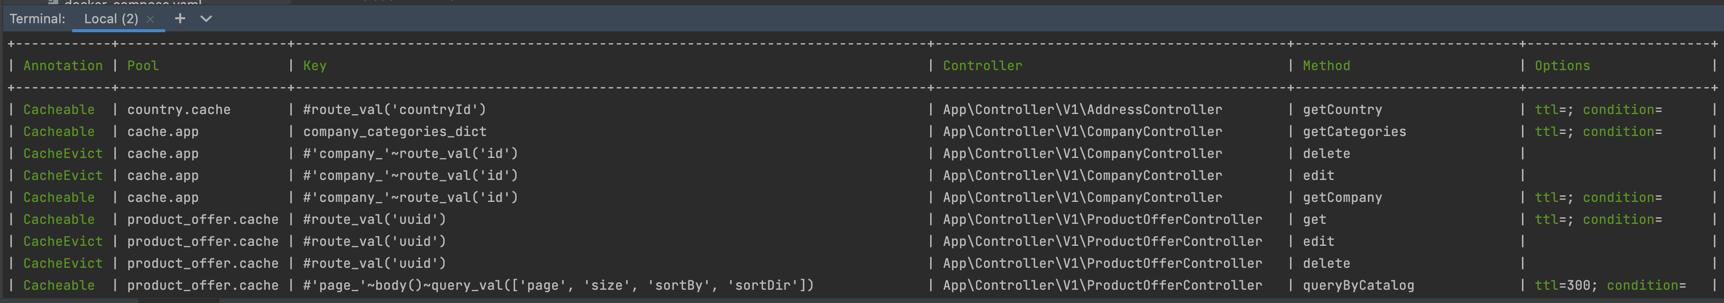 docker-compose.yaml
Terminal: Local (2) × +
+------------+---------------------+-------------------------------------------------------------------------------+--------------------------------------------+----------------------------+-----------------------+
| Annotation | Pool | Key | Controller | Method | Options |
+------------+---------------------+-------------------------------------------------------------------------------+--------------------------------------------+----------------------------+-----------------------+
| Cacheable | country.cache | #route_val('countryId') | App\Controller\V1\AddressController | getCountry | ttl=; condition= |
| Cacheable | cache.app | company_categories_dict | App\Controller\V1\CompanyController | getCategories | ttl=; condition= |
| CacheEvict | cache.app | #'company_'~route_val('id') | App\Controller\V1\CompanyController | delete | |
| CacheEvict | cache.app | #'company_'~route_val('id') | App\Controller\V1\CompanyController | edit | |
| Cacheable | cache.app | #'company_'~route_val('id') | App\Controller\V1\CompanyController | getCompany | ttl=; condition= |
| Cacheable | product_offer.cache | #route_val('uuid') | App\Controller\V1\ProductOfferController | get | ttl=; condition= |
| CacheEvict | product_offer.cache | #route_val('uuid') | App\Controller\V1\ProductOfferController | edit | |
| CacheEvict | product_offer.cache | #route_val('uuid') | App\Controller\V1\ProductOfferController | delete | |
| Cacheable | product_offer.cache | #'page_'~body()~query_val(['page', 'size', 'sortBy', 'sortDir']) | App\Controller\V1\ProductOfferController | queryByCatalog | ttl=300; condition= |